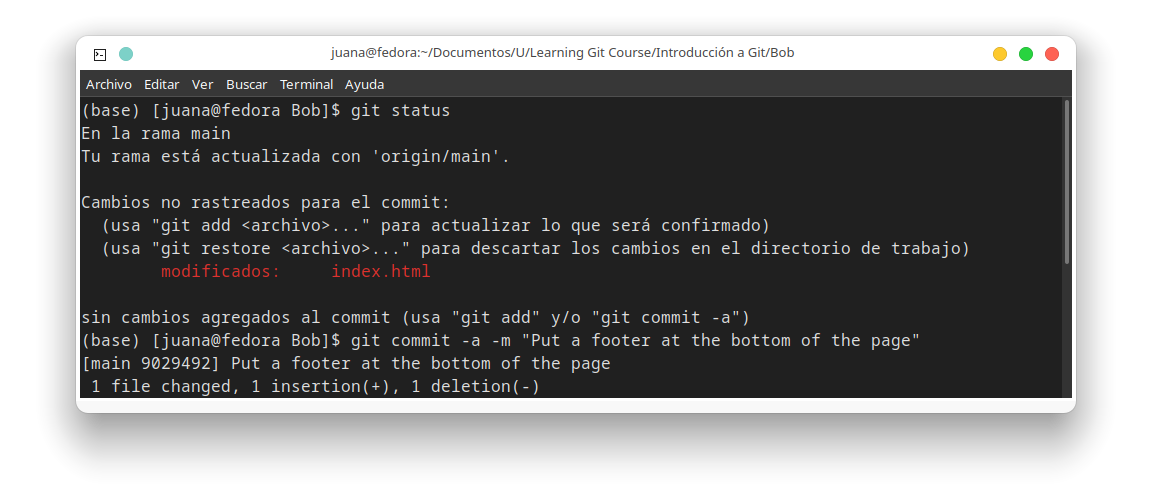 juana@fedora:~/Documentos/U/Learning Git Course/Introducción a Git/Bob
Archivo Editar Ver Buscar Terminal Ayuda
(base) [juana@fedora Bob]$ git status
En la rama main
Tu rama está actualizada con 'origin/main'.
Cambios no rastreados para el commit:
(usa "git add <archivo>..." para actualizar lo que será confirmado)
(usa "git restore <archivo>..." para descartar los cambios en el directorio de trabajo)
modificados: index.html
sin cambios agregados al commit (usa "git add" y/o "git commit -a")
(base) [juana@fedora Bob]$ git commit -a -m "Put a footer at the bottom of the page"
[main 9029492] Put a footer at the bottom of the page
1 file changed, 1 insertion(+), 1 deletion(-)